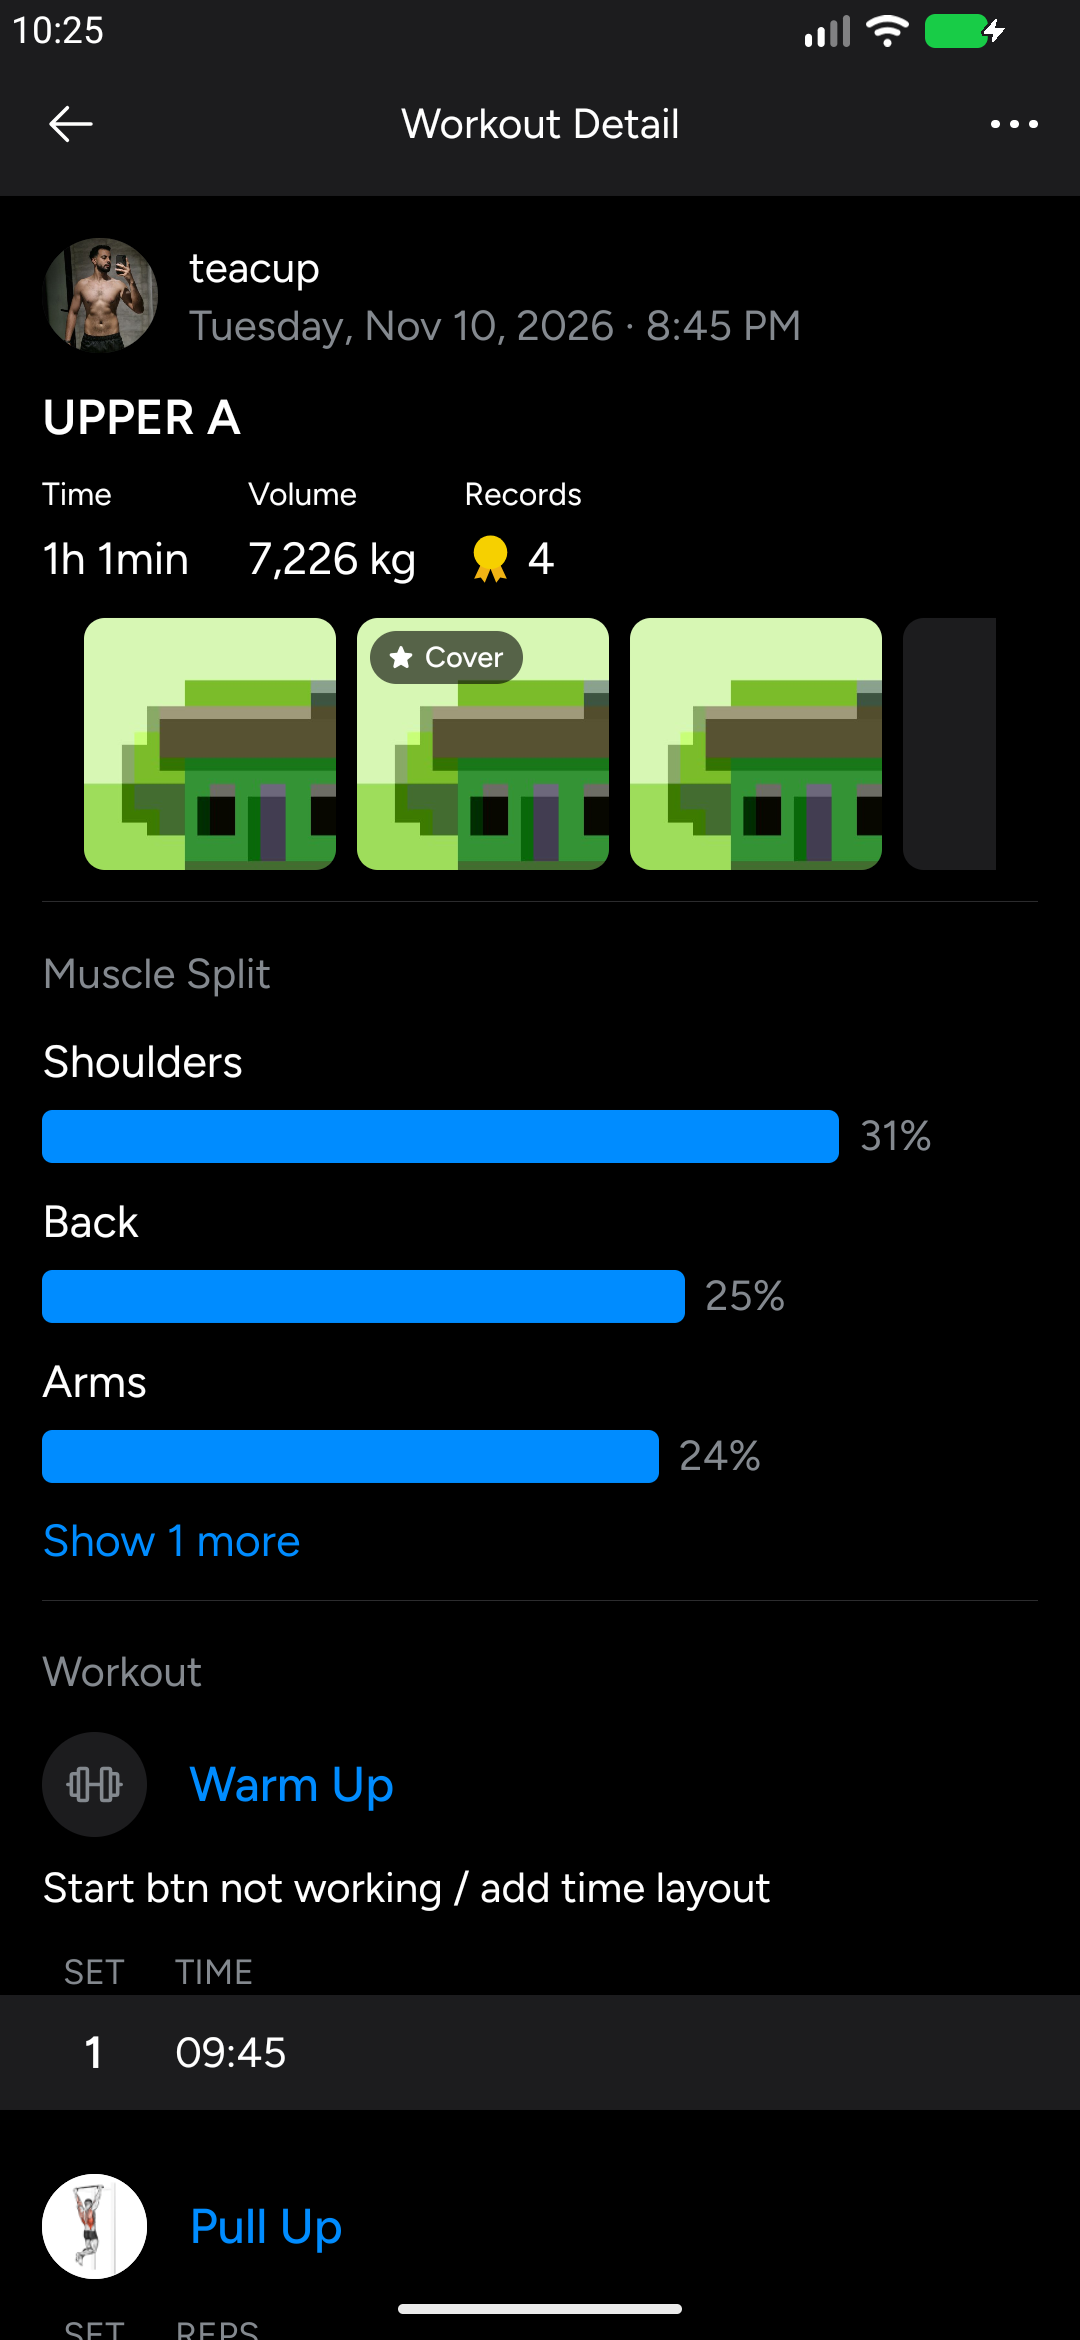 10:25
Workout Detail
teacup
Tuesday, Nov 10, 2026 · 8:45 PM
UPPER A
Time Volume Records
1h 1min 7,226 kg 4
Cover
Muscle Split
Shoulders
31%
Back
25%
Arms
24%
Show 1 more
Workout
Warm Up
Start btn not working / add time layout
SET TIME
1 09:45
Pull Up
SET REPS